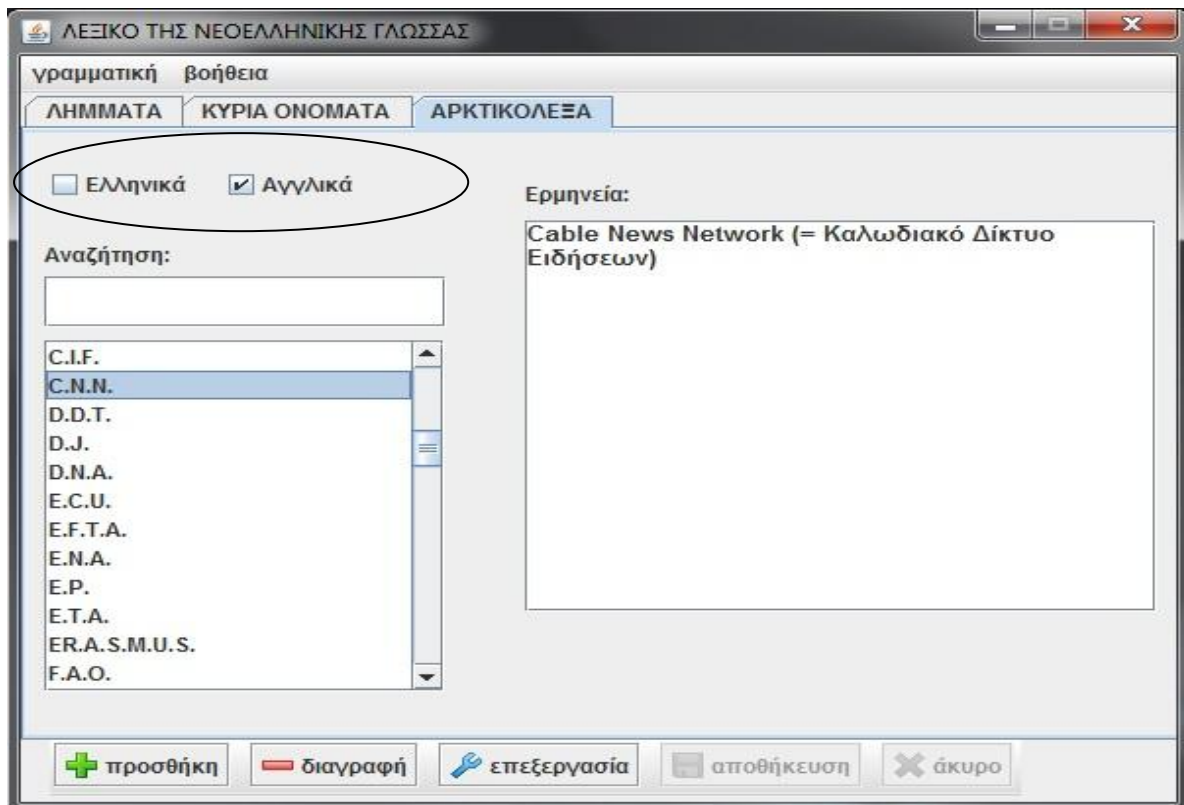 ΛΕΞΙΚΟ ΤΗΣ ΝΕΟΕΛΛΗΝΙΚΗΣ ΓΛΩΣΣΑΣ
γραμματική βοήθεια
ΛΗΜΜΑΤΑ ΚΥΡΙΑ ΟΝΟΜΑΤΑ ΑΡΚΤΙΚΟΛΕΞΑ
Ελληνικά Αγγλικά
Αναζήτηση:
C.I.F.
C.N.N.
D.D.T.
D.J.
D.N.A.
E.C.U.
E.F.T.A.
E.N.A.
E.P.
E.T.A.
ER.A.S.M.U.S.
F.A.O.
Ερμηνεία:
Cable News Network (= Καλωδιακό Δίκτυο
Ειδήσεων)
προσθήκη διαγραφή επεξεργασία αποθήκευση άκυρο